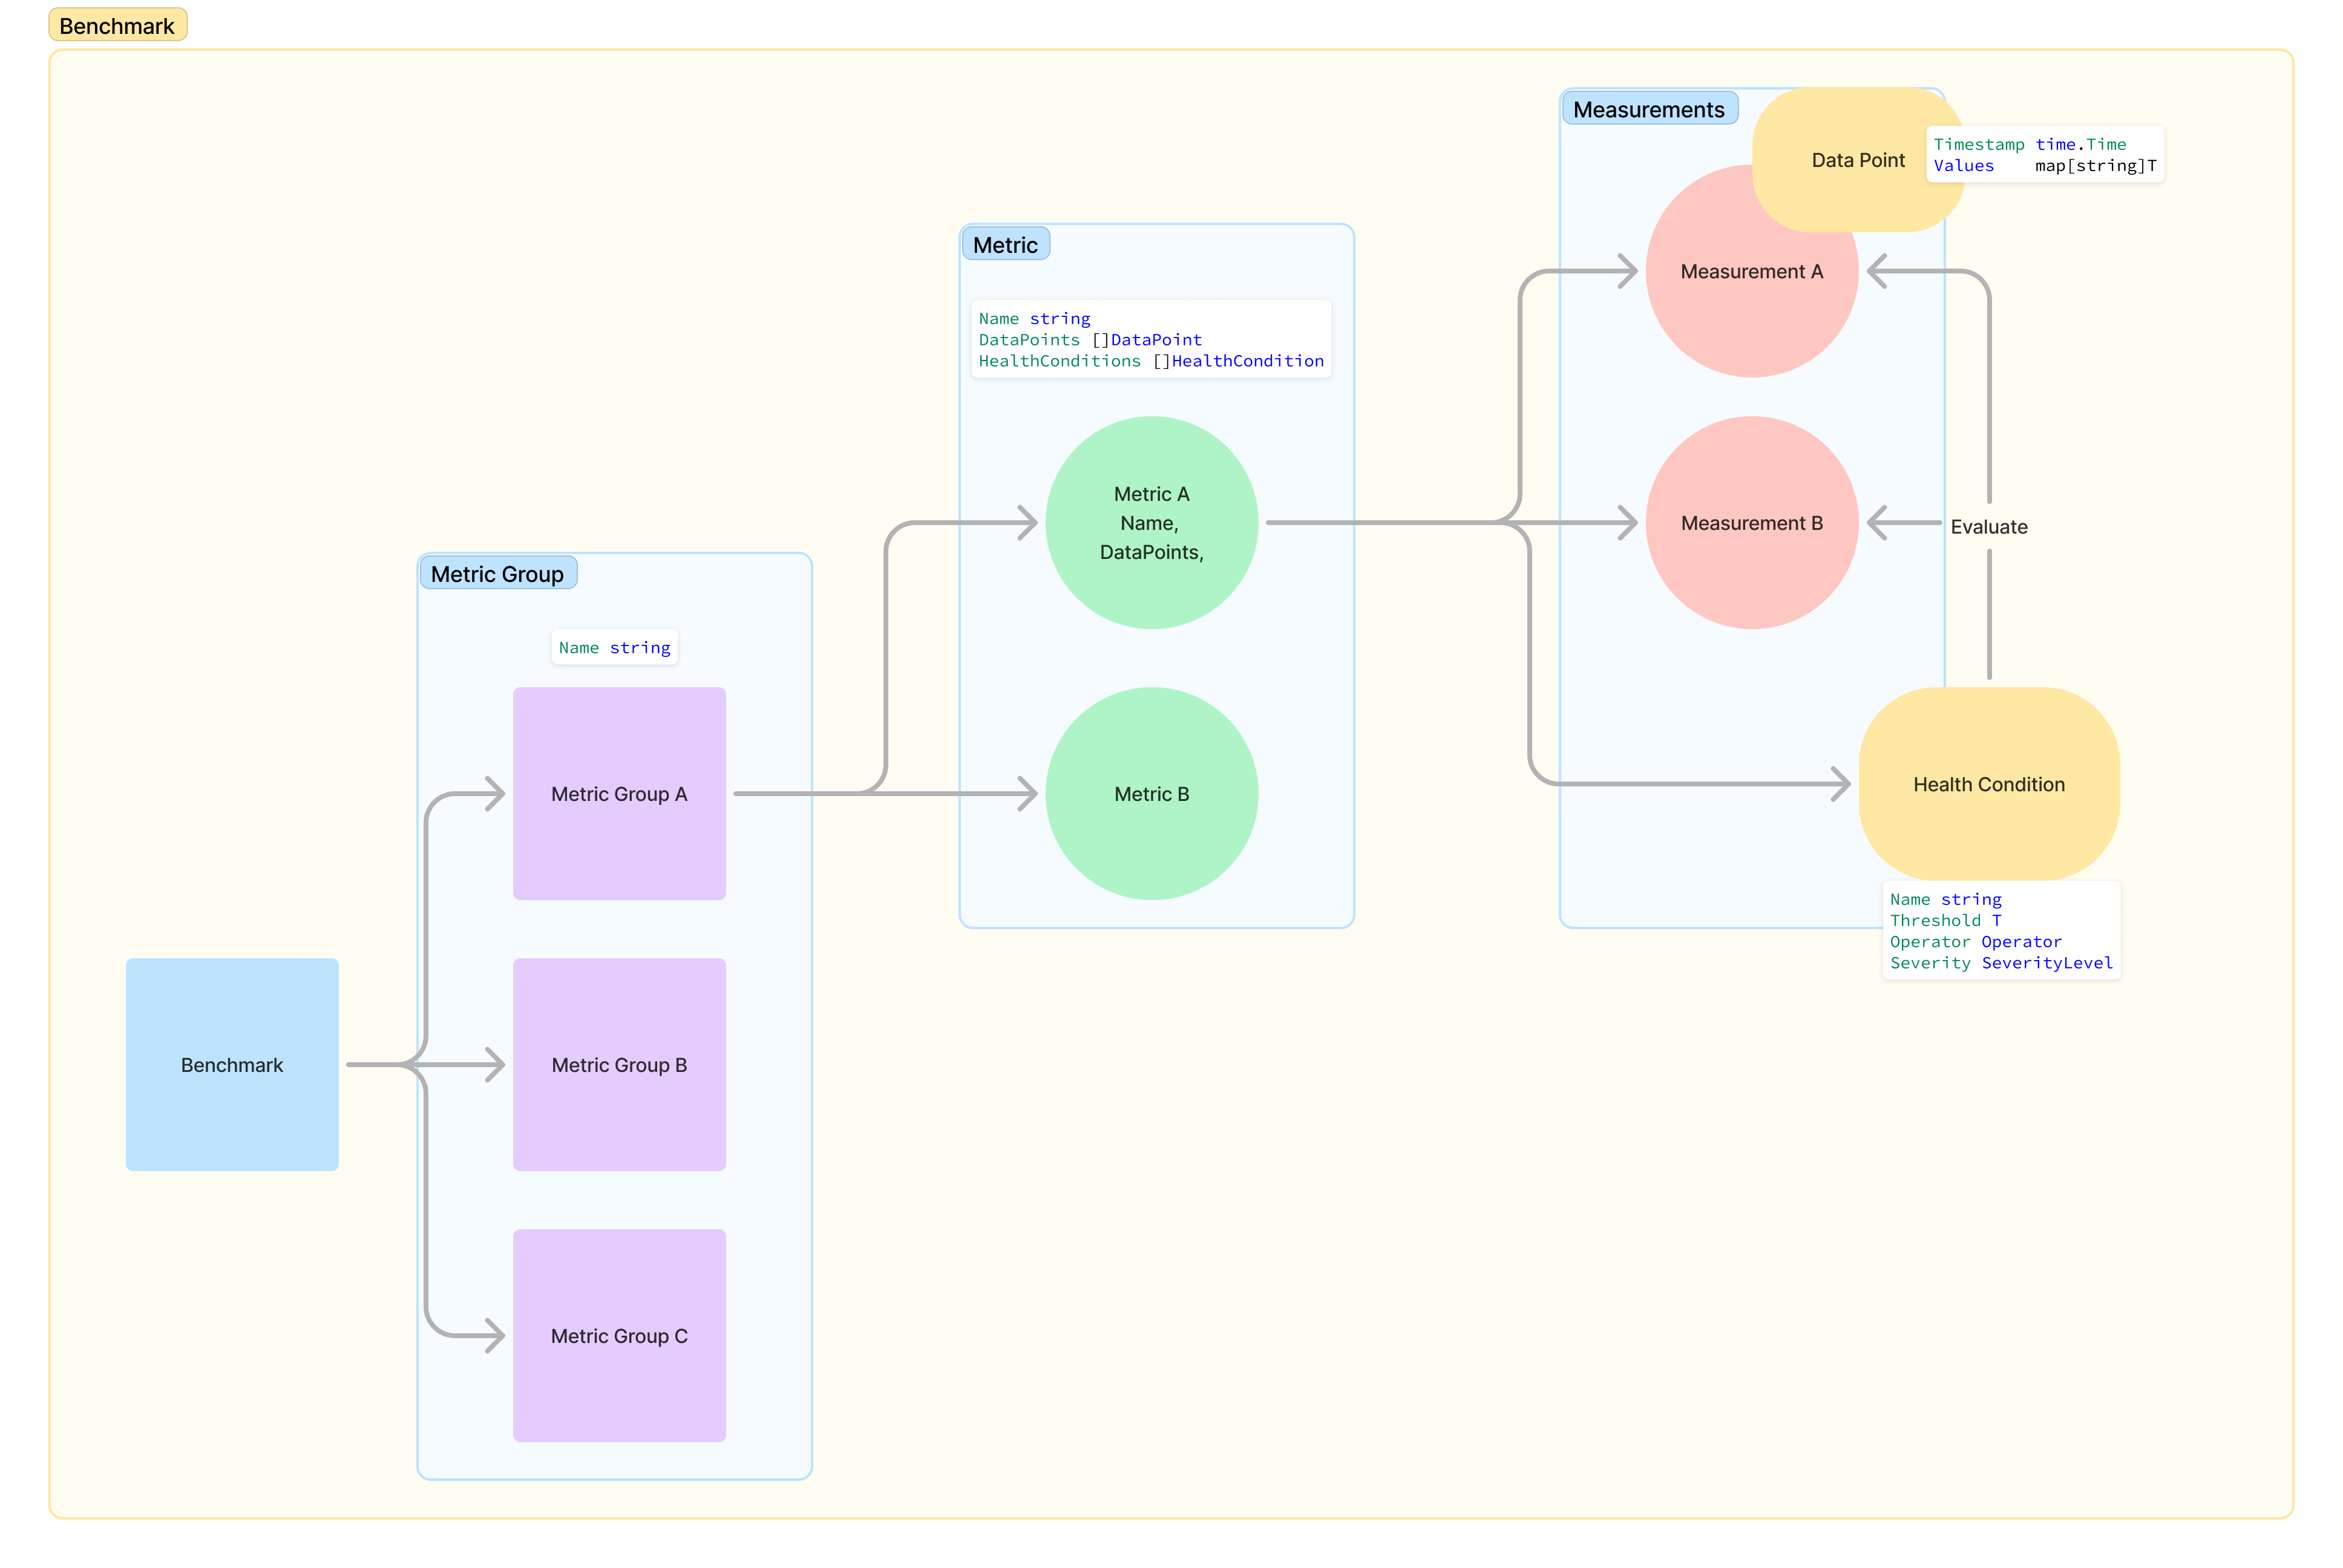 Benchmark
Measurements
Data Point
Timestamp time.Time
Values    map[string]T
Measurement A
Metric
Name string
DataPoints []DataPoint
HealthConditions []HealthCondition
Metric A
Name,
DataPoints,
Measurement B
Evaluate
Metric Group
Name string
Metric Group A
Metric B
Health Condition
Name string
Threshold T
Operator Operator
Severity SeverityLevel
Benchmark
Metric Group B
Metric Group C